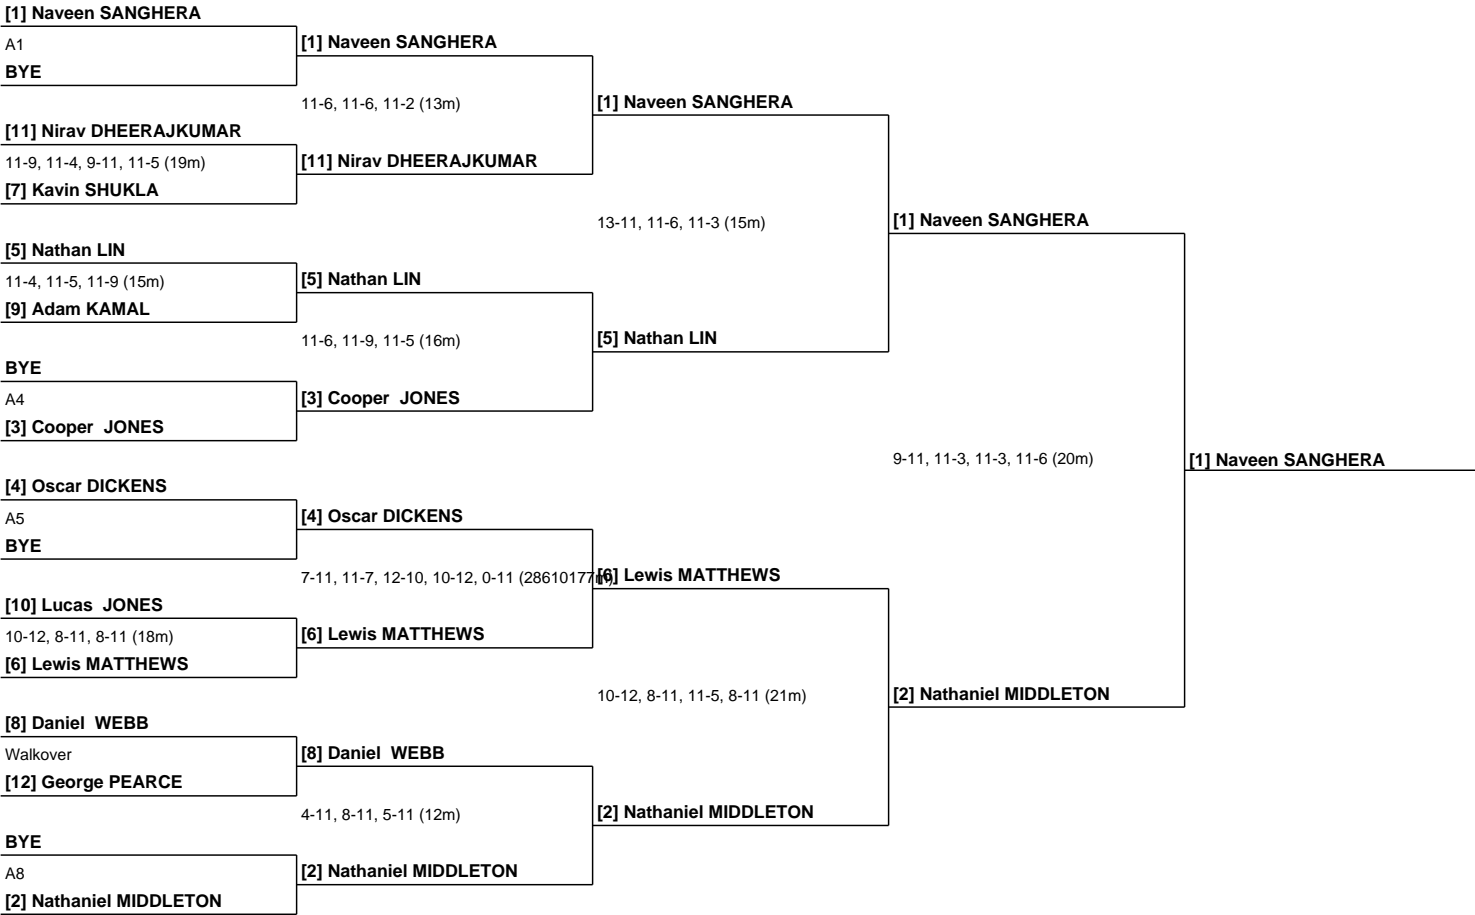 [1] Naveen SANGHERA
A1
BYE
[11] Nirav DHEERAJKUMAR
11-9, 11-4, 9-11, 11-5 (19m)
[7] Kavin SHUKLA
[5] Nathan LIN
11-4, 11-5, 11-9 (15m)
[9] Adam KAMAL
BYE
A4
[3] Cooper  JONES
[4] Oscar DICKENS
A5
BYE
[10] Lucas  JONES
10-12, 8-11, 8-11 (18m)
[6] Lewis MATTHEWS
[8] Daniel  WEBB
Walkover
[12] George PEARCE
BYE
A8
[2] Nathaniel MIDDLETON
[1] Naveen SANGHERA
11-6, 11-6, 11-2 (13m)
[11] Nirav DHEERAJKUMAR
[5] Nathan LIN
11-6, 11-9, 11-5 (16m)
[3] Cooper  JONES
[4] Oscar DICKENS
7-11, 11-7, 12-10, 10-12, 0-11 (28610177m)
[6] Lewis MATTHEWS
[8] Daniel  WEBB
4-11, 8-11, 5-11 (12m)
[2] Nathaniel MIDDLETON
[1] Naveen SANGHERA
13-11, 11-6, 11-3 (15m)
[5] Nathan LIN
[6] Lewis MATTHEWS
10-12, 8-11, 11-5, 8-11 (21m)
[2] Nathaniel MIDDLETON
[1] Naveen SANGHERA
9-11, 11-3, 11-3, 11-6 (20m)
[2] Nathaniel MIDDLETON
[1] Naveen SANGHERA